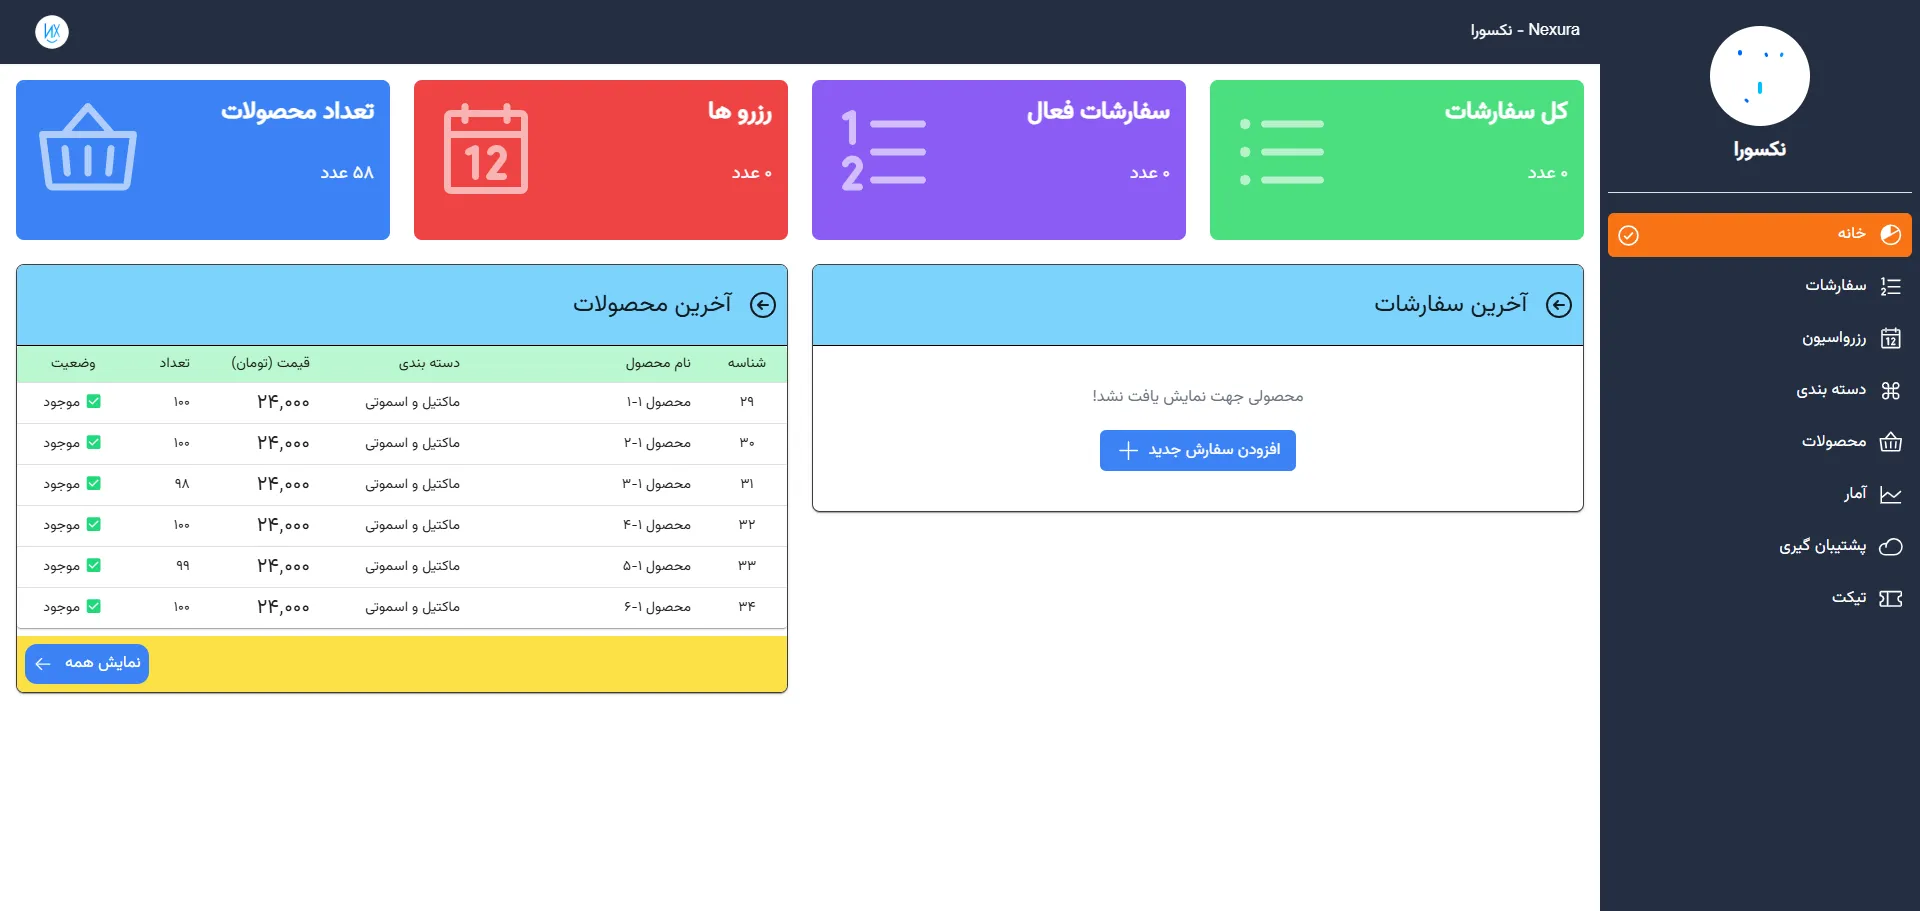 Nexura - نکسورا
نکسورا
خانه
سفارشات
رزرواسیون
دسته بندی
محصولات
آمار
پشتیبان گیری
تیکت
کل سفارشات
۰ عدد
سفارشات فعال
۰ عدد
رزرو ها
۰ عدد
تعداد محصولات
۵۸ عدد
12
1
2
آخرین سفارشات
محصولی جهت نمایش یافت نشد!
افزودن سفارش جدید
آخرین محصولات
شناسه نام محصول دسته بندی قیمت (تومان) تعداد وضعیت
۲۹ محصول ۱-۱ ماکتیل و اسموتی ۲۴,۰۰۰ ۱۰۰ موجود
۳۰ محصول ۱-۲ ماکتیل و اسموتی ۲۴,۰۰۰ ۱۰۰ موجود
۳۱ محصول ۱-۳ ماکتیل و اسموتی ۲۴,۰۰۰ ۹۸ موجود
۳۲ محصول ۱-۴ ماکتیل و اسموتی ۲۴,۰۰۰ ۱۰۰ موجود
۳۳ محصول ۱-۵ ماکتیل و اسموتی ۲۴,۰۰۰ ۹۹ موجود
۳۴ محصول ۱-۶ ماکتیل و اسموتی ۲۴,۰۰۰ ۱۰۰ موجود
نمایش همه